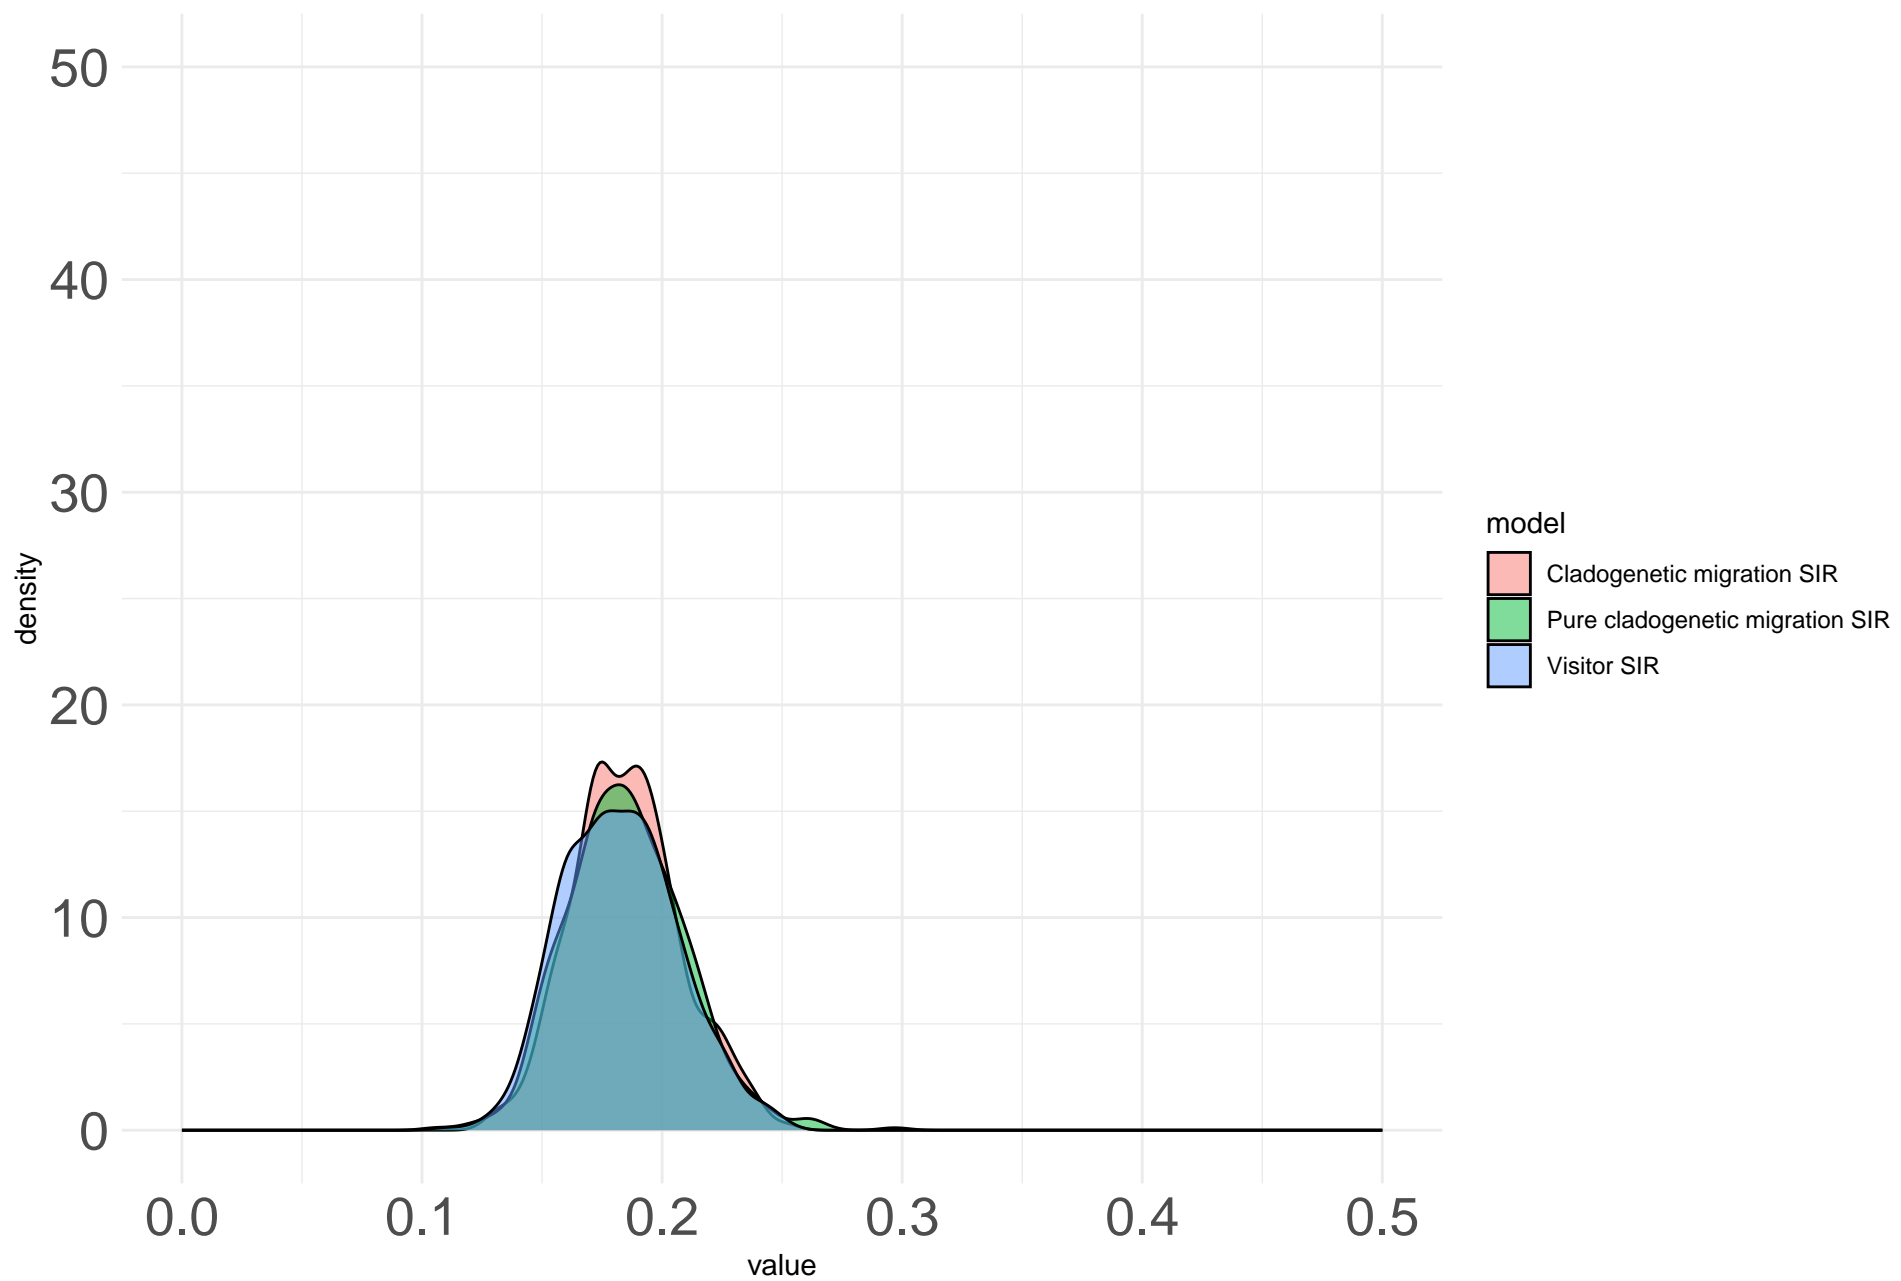 50
40
30
20
10
0
density
0.0 0.1 0.2 0.3 0.4 0.5
value
model
Cladogenetic migration SIR
Pure cladogenetic migration SIR
Visitor SIR